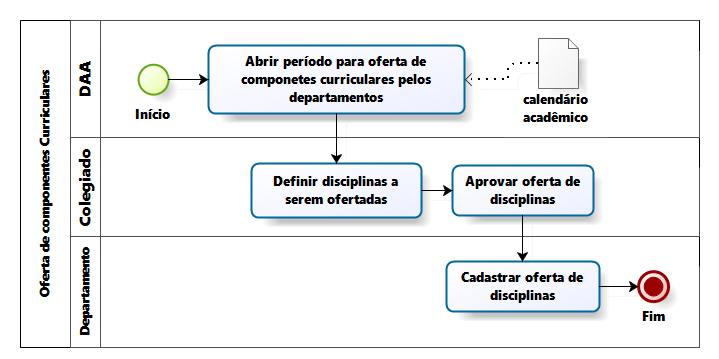 Oferta de componentes Curriculares
DAA
Início
Abrir período para oferta de
componetes curriculares pelos
departamentos
calendário
acadêmico
Colegiado
Definir disciplinas a
serem ofertadas
Aprovar oferta de
disciplinas
Departamento
Cadastrar oferta de
disciplinas
Fim